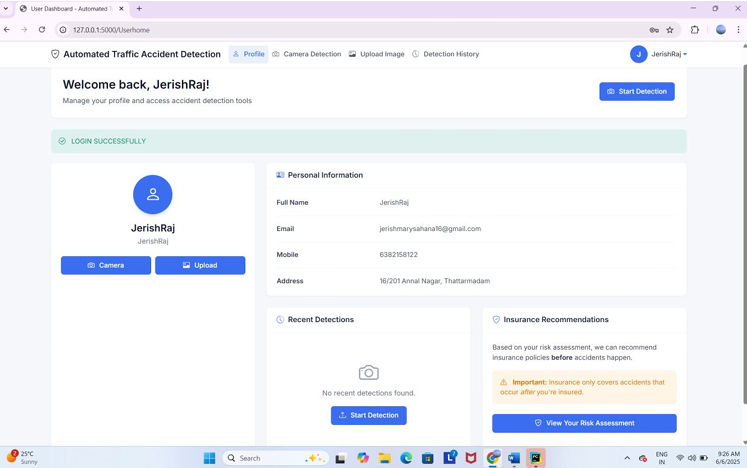 User Dashboard - Automated T
127.0.0.1:5000/Userhome
Automated Traffic Accident Detection Profile Camera Detection Upload Image Detection History J JerishRaj
Welcome back, JerishRaj!
Manage your profile and access accident detection tools
Start Detection
LOGIN SUCCESSFULLY
JerishRaj
JerishRaj
Camera Upload
Personal Information
Full Name JerishRaj
Email jerishmarysahana16@gmail.com
Mobile 6382158122
Address 16/201 Annal Nagar, Thattarmadam
Recent Detections
No recent detections found.
Start Detection
Insurance Recommendations
Based on your risk assessment, we can recommend
insurance policies before accidents happen.
Important: insurance only covers accidents that
occur after you're insured.
View Your Risk Assessment
2
25°C
Sunny
Search
ENG
IN
9:26 AM
6/6/2025